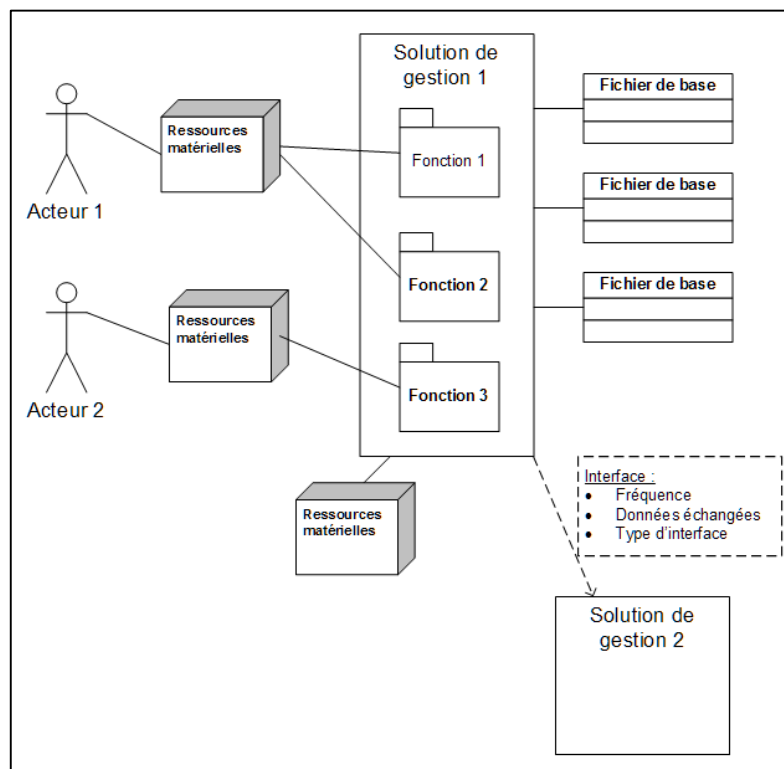 Solution de
gestion 1
Fichier de base
Ressources
matérielles
Fonction 1
Acteur 1
Fichier de base
Fonction 2
Fichier de base
Ressources
matérielles
Fonction 3
Acteur 2
Interface :
• Fréquence
• Données échangées
• Type d'interface
Ressources
matérielles
Solution de
gestion 2